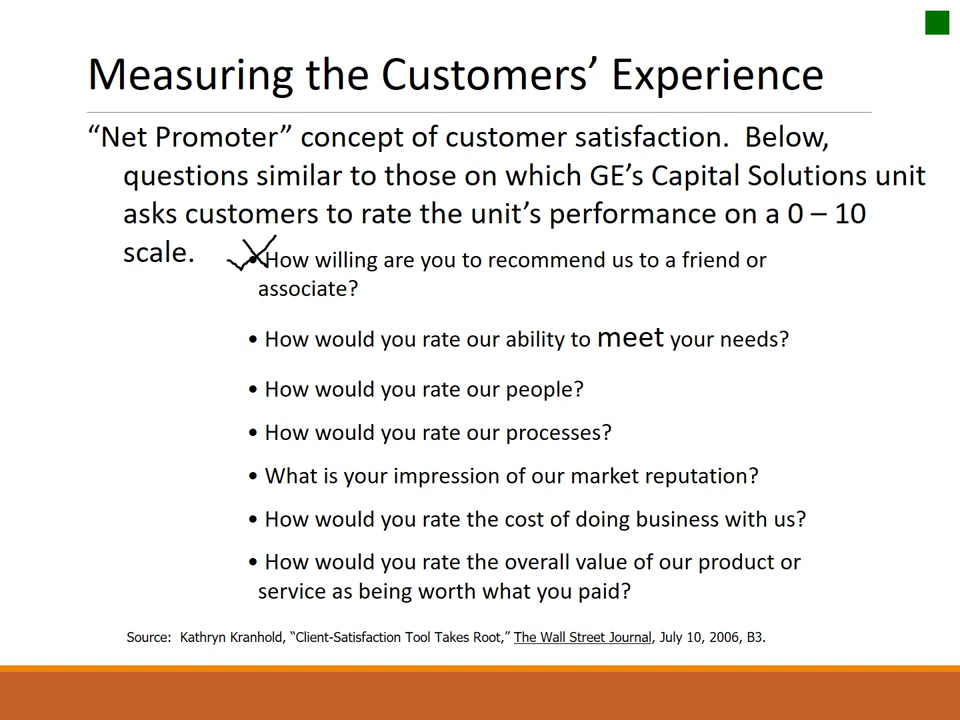 Measuring the Customers’ Experience
“Net Promoter” concept of customer satisfaction.  Below,
questions similar to those on which GE’s Capital Solutions unit
asks customers to rate the unit’s performance on a 0 – 10
scale.
• How willing are you to recommend us to a friend or
associate?
• How would you rate our ability to meet your needs?
• How would you rate our people?
• How would you rate our processes?
• What is your impression of our market reputation?
• How would you rate the cost of doing business with us?
• How would you rate the overall value of our product or
service as being worth what you paid?
Source:  Kathryn Kranhold, “Client-Satisfaction Tool Takes Root,” The Wall Street Journal, July 10, 2006, B3.